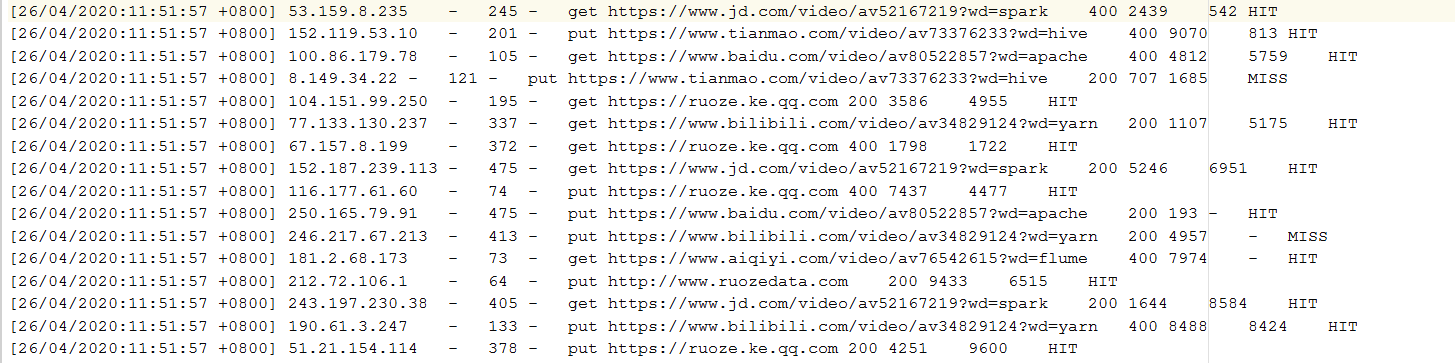 [26/04/2020:11:51:57 +0800] 53.159.8.235 - 245 - get https://www.jd.com/video/av52167219?wd=spark 400 2439 542 HIT
[26/04/2020:11:51:57 +0800] 152.119.53.10 - 201 - put https://www.tianmao.com/video/av73376233?wd=hive 400 9070 813 HIT
[26/04/2020:11:51:57 +0800] 100.86.179.78 - 105 - get https://www.baidu.com/video/av80522857?wd=apache 400 4812 5759 HIT
[26/04/2020:11:51:57 +0800] 8.149.34.22 - 121 - put https://www.tianmao.com/video/av73376233?wd=hive 200 707 1685 MISS
[26/04/2020:11:51:57 +0800] 104.151.99.250 - 195 - get https://ruoze.ke.qq.com 200 3586 4955 HIT
[26/04/2020:11:51:57 +0800] 77.133.130.237 - 337 - get https://www.bilibili.com/video/av34829124?wd=yarn 200 1107 5175 HIT
[26/04/2020:11:51:57 +0800] 67.157.8.199 - 372 - get https://ruoze.ke.qq.com 400 1798 1722 HIT
[26/04/2020:11:51:57 +0800] 152.187.239.113 - 475 - get https://www.jd.com/video/av52167219?wd=spark 200 5246 6951 HIT
[26/04/2020:11:51:57 +0800] 116.177.61.60 - 74 - put https://ruoze.ke.qq.com 400 7437 4477 HIT
[26/04/2020:11:51:57 +0800] 250.165.79.91 - 475 - put https://www.baidu.com/video/av80522857?wd=apache 200 193 - HIT
[26/04/2020:11:51:57 +0800] 246.217.67.213 - 413 - put https://www.bilibili.com/video/av34829124?wd=yarn 200 4957 - MISS
[26/04/2020:11:51:57 +0800] 181.2.68.173 - 73 - get https://www.aiqiyi.com/video/av76542615?wd=flume 400 7974 - HIT
[26/04/2020:11:51:57 +0800] 212.72.106.1 - 64 - put http://www.ruozedata.com 200 9433 6515 HIT
[26/04/2020:11:51:57 +0800] 243.197.230.38 - 405 - get https://www.jd.com/video/av52167219?wd=spark 200 1644 8584 HIT
[26/04/2020:11:51:57 +0800] 190.61.3.247 - 133 - put https://www.bilibili.com/video/av34829124?wd=yarn 400 8488 8424 HIT
[26/04/2020:11:51:57 +0800] 51.21.154.114 - 378 - put https://ruoze.ke.qq.com 200 4251 9600 HIT